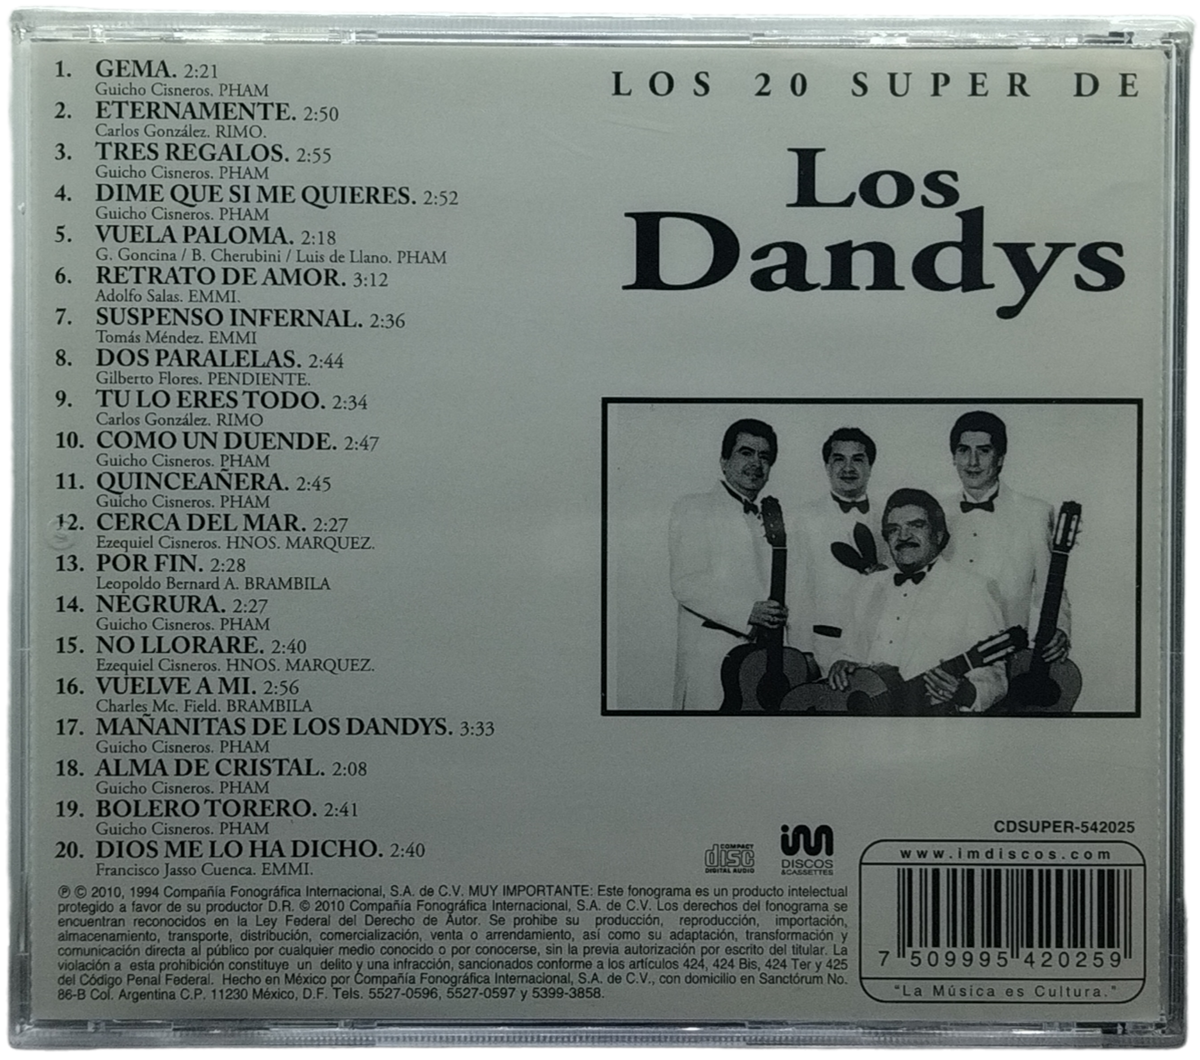 1. GEMA. 2:21
Guicho Cisneros. PHAM
2. ETERNAMENTE. 2:50
Carlos González. RIMO.
3. TRES REGALOS. 2:55
Guicho Cisneros. PHAM
4. DIME QUE SI ME QUIERES. 2:52
Guicho Cisneros. PHAM
5. VUELA PALOMA. 2:18
G. Goncina / B. Cherubini / Luis de Llano. PHAM
6. RETRATO DE AMOR. 3:12
Adolfo Salas. EMMI.
7. SUSPENSO INFERNAL. 2:36
Tomás Méndez. EMMI
8. DOS PARALELAS. 2:44
Gilberto Flores. PENDIENTE.
9. TU LO ERES TODO. 2:34
Carlos González. RIMO
10. COMO UN DUENDE. 2:47
Guicho Cisneros. PHAM
11. QUINCEAÑERA. 2:45
Guicho Cisneros. PHAM
12. CERCA DEL MAR. 2:27
Ezequiel Cisneros. HNOS. MARQUEZ.
13. POR FIN. 2:28
Leopoldo Bernard A. BRAMBILA
14. NEGRURA. 2:27
Guicho Cisneros. PHAM
15. NO LLORARE. 2:40
Ezequiel Cisneros. HNOS. MARQUEZ.
16. VUELVE A MI. 2:56
Charles Mc. Field. BRAMBILA
17. MAÑANITAS DE LOS DANDYS. 3:33
Guicho Cisneros. PHAM
18. ALMA DE CRISTAL. 2:08
Guicho Cisneros. PHAM
19. BOLERO TORERO. 2:41
Guicho Cisneros. PHAM
20. DIOS ME LO HA DICHO. 2:40
Francisco Jasso Cuenca. EMMI.
LOS 20 SUPER DE
Los
Dandys
COMPACT
disc
DIGITAL AUDIO
iM
DISCOS
&CASSETTES
CDSUPER-542025
www.imdiscos.com
7 509995 420259
"La Música es Cultura."
℗ © 2010, 1994 Compañía Fonográfica Internacional, S.A. de C.V. MUY IMPORTANTE: Este fonograma es un producto intelectual
protegido a favor de su productor D.R. © 2010 Compañía Fonográfica Internacional, S.A. de C.V. Los derechos del fonograma se
encuentran reconocidos en la Ley Federal del Derecho de Autor. Se prohibe su producción, reproducción, importación,
almacenamiento, transporte, distribución, comercialización, venta o arrendamiento, así como su adaptación, transformación y
comunicación directa al público por cualquier medio conocido o por conocerse, sin la previa autorización por escrito del titular. La
violación a esta prohibición constituye un delito y una infracción, sancionados conforme a los artículos 424, 424 Bis, 424 Ter y 425
del Código Penal Federal. Hecho en México por Compañía Fonográfica Internacional, S.A. de C.V., con domicilio en Sanctórum No.
86-B Col. Argentina C.P. 11230 México, D.F. Tels. 5527-0596, 5527-0597 y 5399-3858.